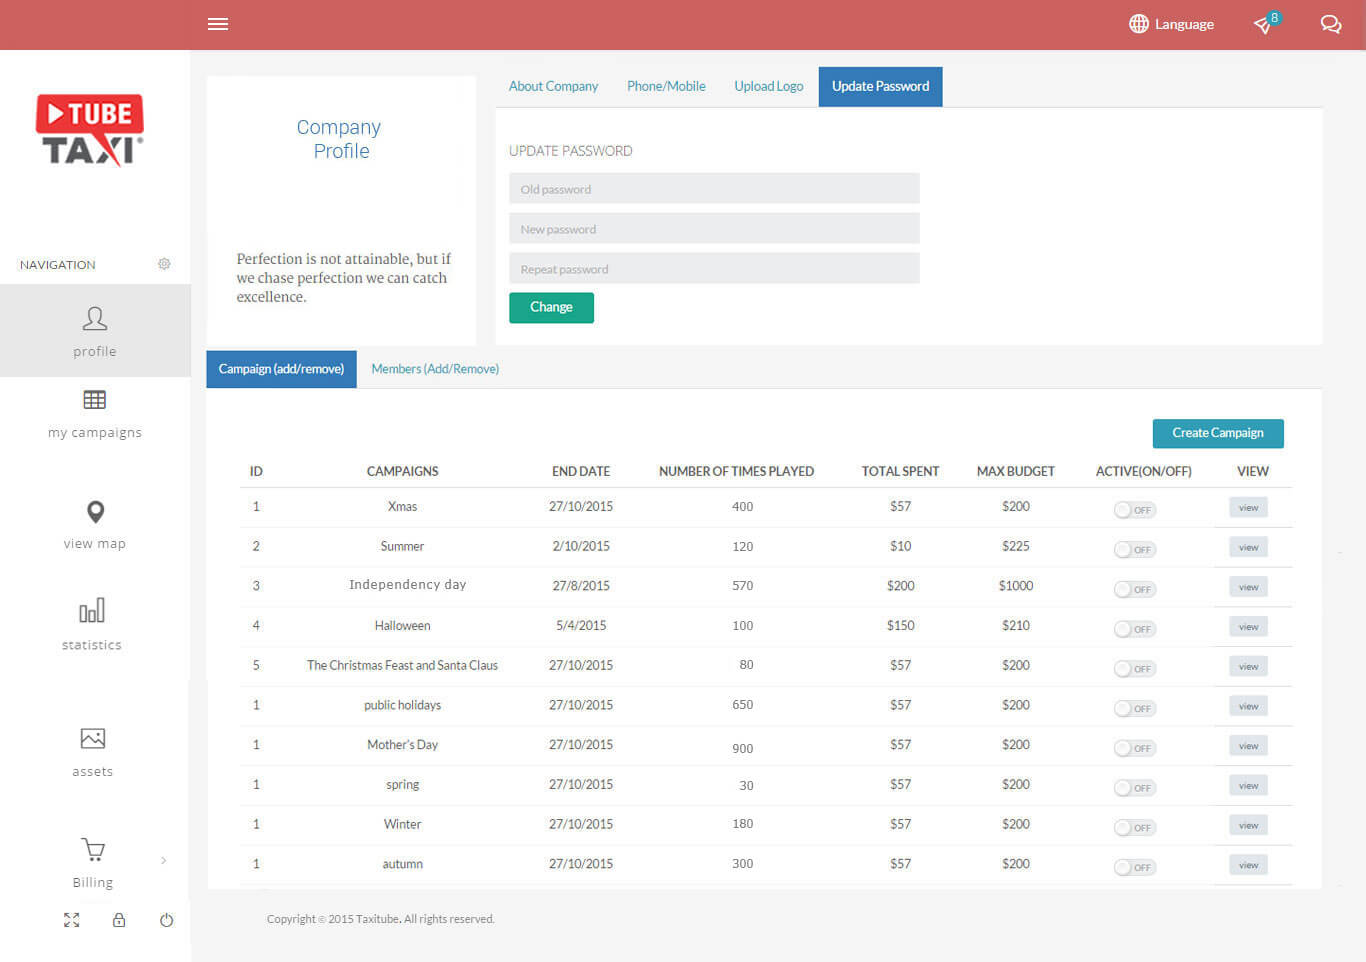 Language
8
TUBE
TAXI
Company
Profile
Perfection is not attainable, but if
we chase perfection we can catch
excellence.
NAVIGATION
profile
my campaigns
view map
statistics
assets
Billing
About Company Phone/Mobile Upload Logo Update Password
UPDATE PASSWORD
Old password
New password
Repeat password
Change
Campaign (add/remove) Members (Add/Remove)
Create Campaign
ID CAMPAIGNS END DATE NUMBER OF TIMES PLAYED TOTAL SPENT MAX BUDGET ACTIVE(ON/OFF) VIEW
1 Xmas 27/10/2015 400 $57 $200 OFF view
2 Summer 2/10/2015 120 $10 $225 OFF view
3 Independency day 27/8/2015 570 $200 $1000 OFF view
4 Halloween 5/4/2015 100 $150 $210 OFF view
5 The Christmas Feast and Santa Claus 27/10/2015 80 $57 $200 OFF view
1 public holidays 27/10/2015 650 $57 $200 OFF view
1 Mother's Day 27/10/2015 900 $57 $200 OFF view
1 spring 27/10/2015 30 $57 $200 OFF view
1 Winter 27/10/2015 180 $57 $200 OFF view
1 autumn 27/10/2015 300 $57 $200 OFF view
Copyright © 2015 Taxitube. All rights reserved.